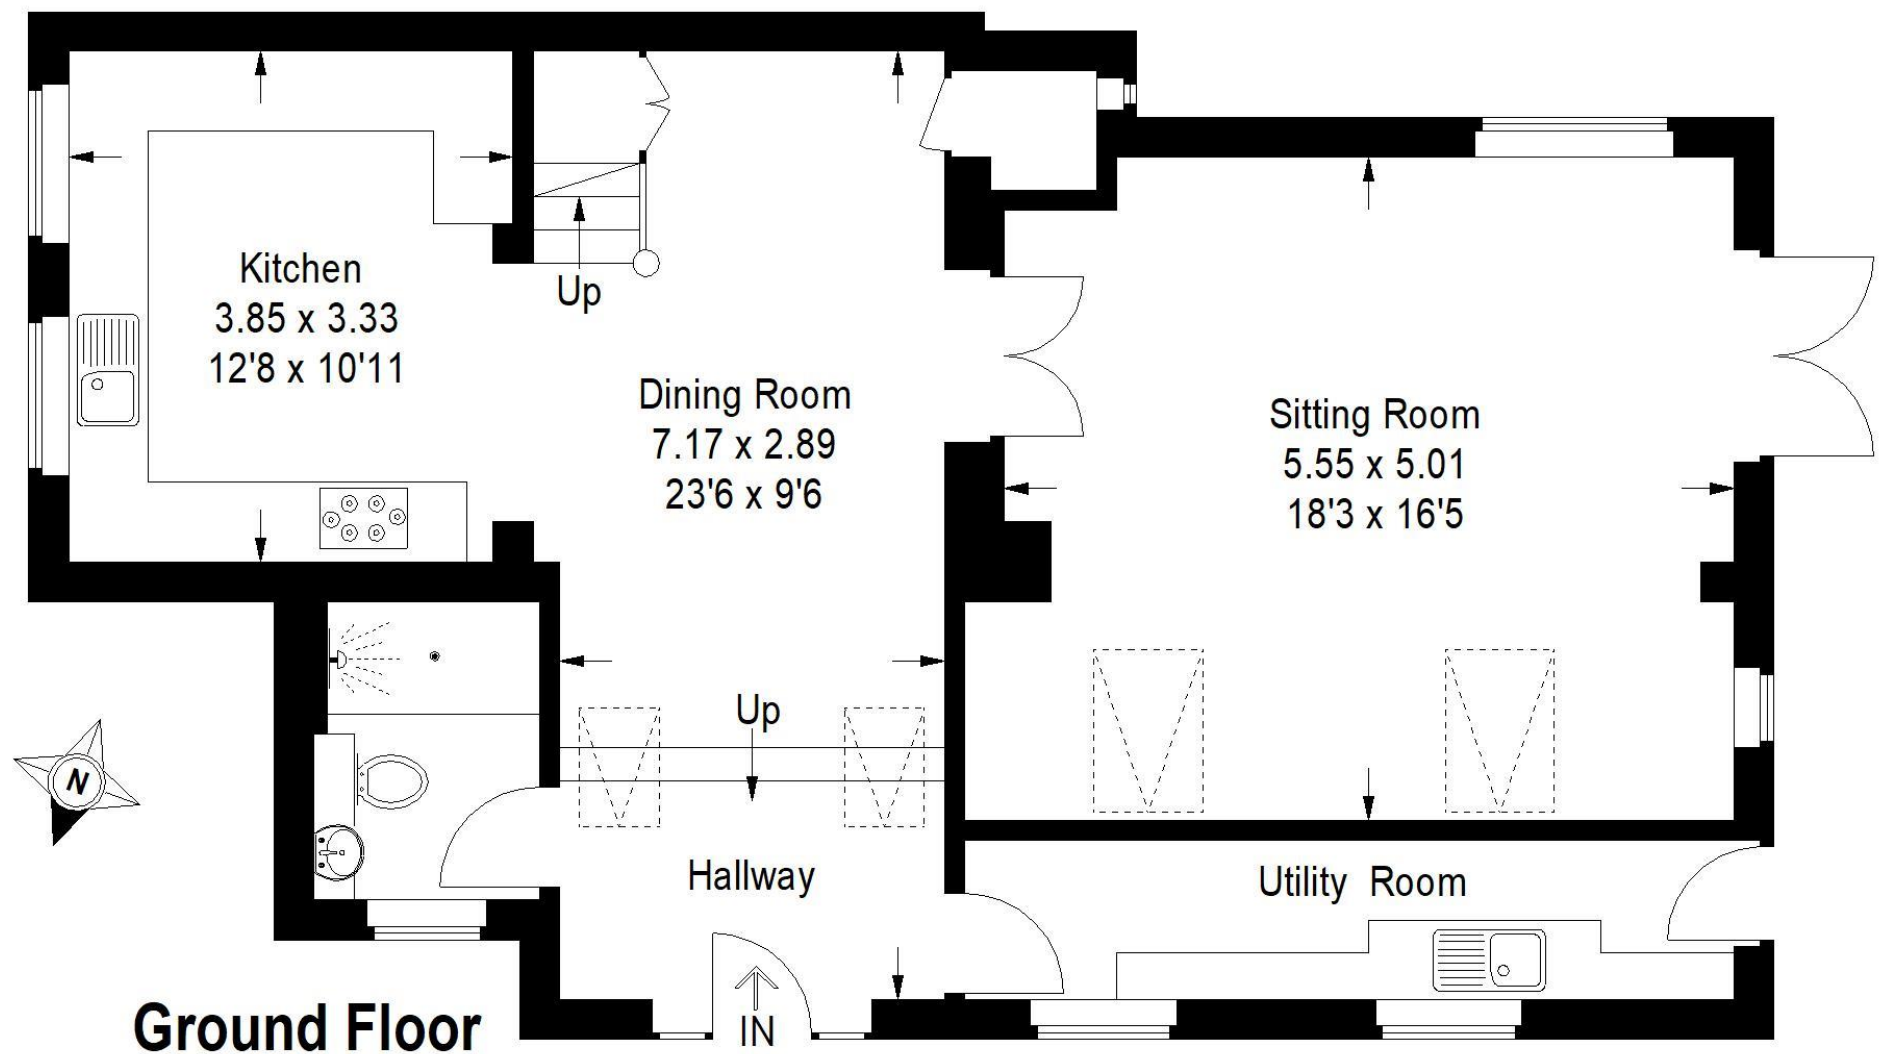 Kitchen
3.85 x 3.33
12'8 x 10'11
Up
Dining Room
7.17 x 2.89
23'6 x 9'6
Sitting Room
5.55 x 5.01
18'3 x 16'5
Up
N
Hallway
Utility Room
IN
Ground Floor